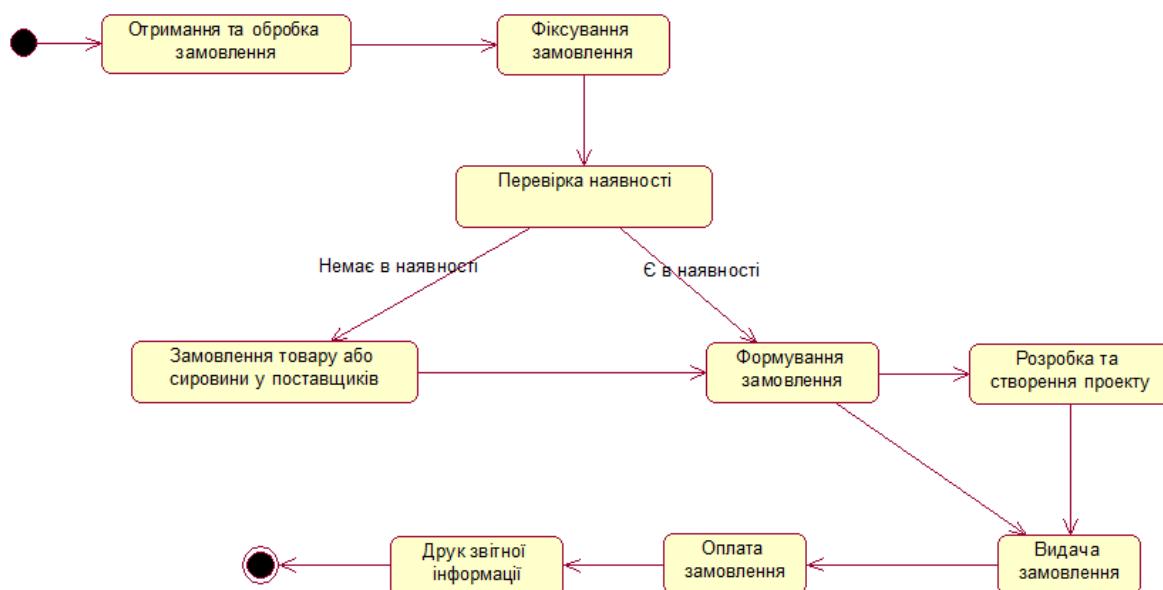 Отримання та обробка
замовлення
Фіксування
замовлення
Перевірка наявності
Немає в наявності
Є в наявності
Замовлення товару або
сировини у поставщиків
Формування
замовлення
Розробка та
створення проекту
Друк звітної
інформації
Оплата
замовлення
Видача
замовлення